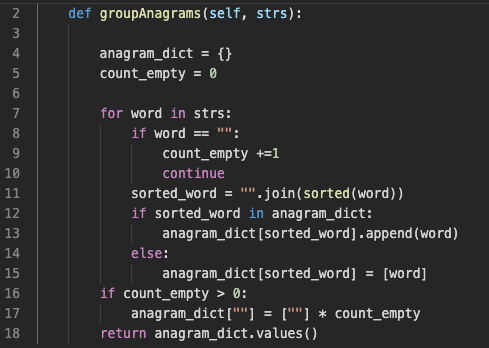 2 def groupAnagrams(self, strs):
3
4 anagram_dict = {}
5 count_empty = 0
6
7 for word in strs:
8 if word == "":
9 count_empty +=1
10 continue
11 sorted_word = "".join(sorted(word))
12 if sorted_word in anagram_dict:
13 anagram_dict[sorted_word].append(word)
14 else:
15 anagram_dict[sorted_word] = [word]
16 if count_empty > 0:
17 anagram_dict[""] = [""] * count_empty
18 return anagram_dict.values()